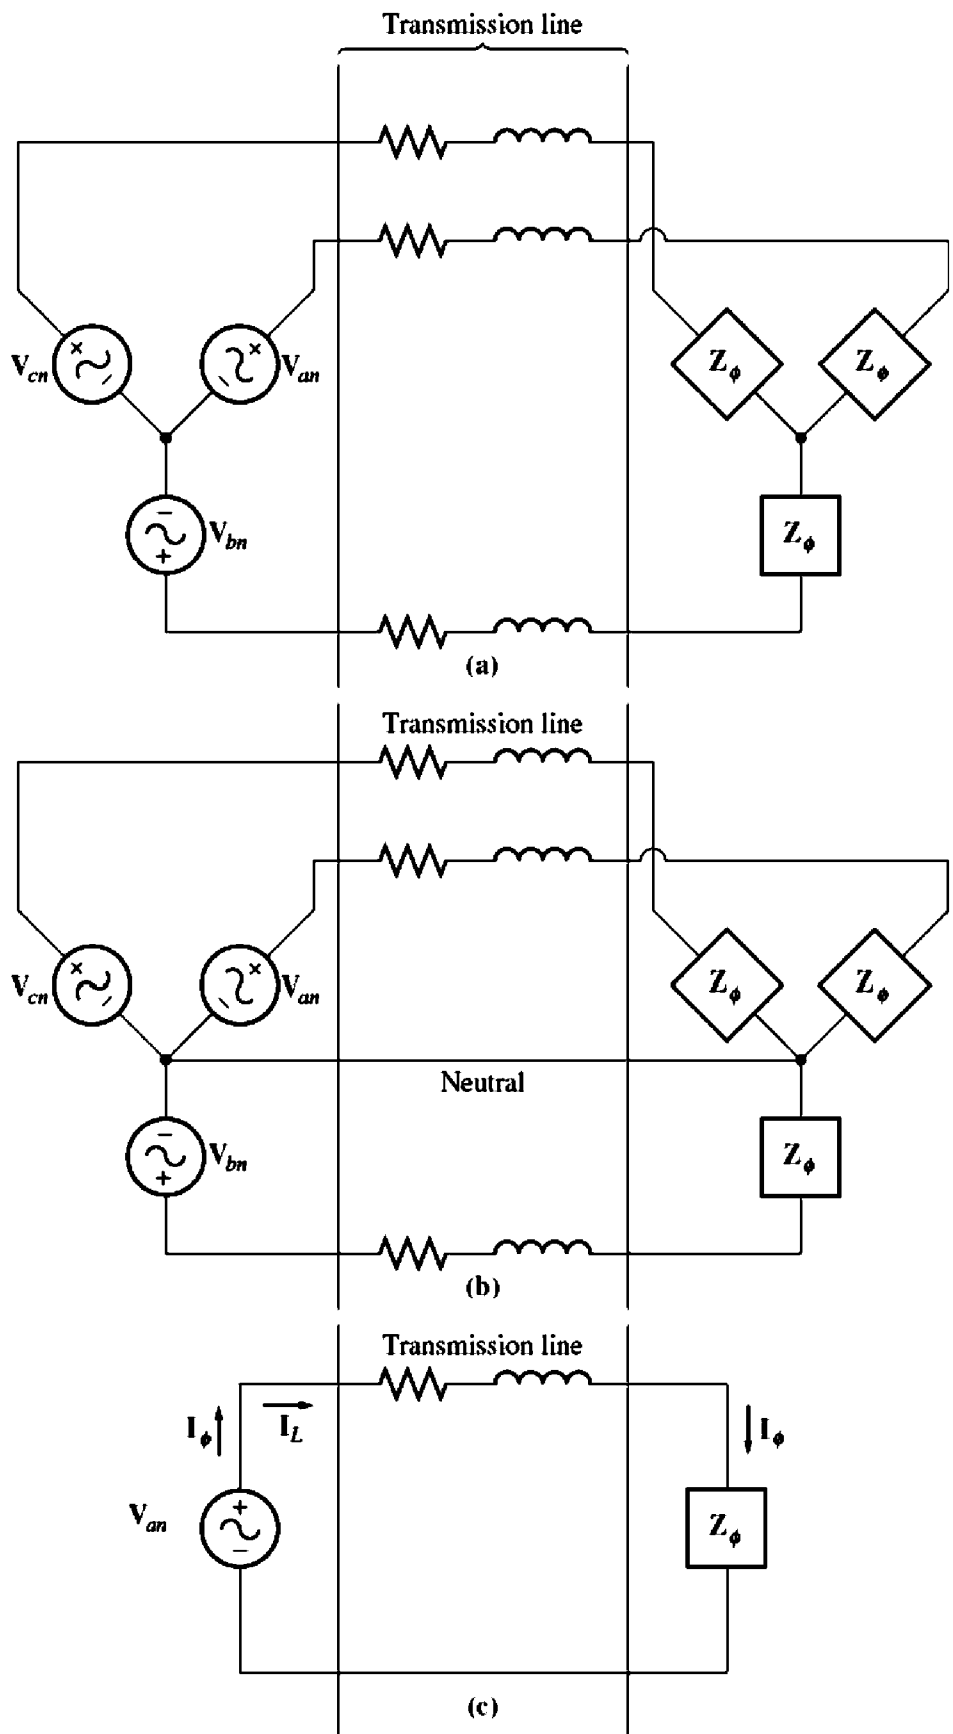 Transmission line
V_cn
V_an
Z_ϕ
Z_ϕ
V_bn
Z_ϕ
(a)
Transmission line
V_cn
V_an
Z_ϕ
Z_ϕ
Neutral
V_bn
Z_ϕ
(b)
Transmission line
I_ϕ
I_L
I_ϕ
V_an
Z_ϕ
(c)